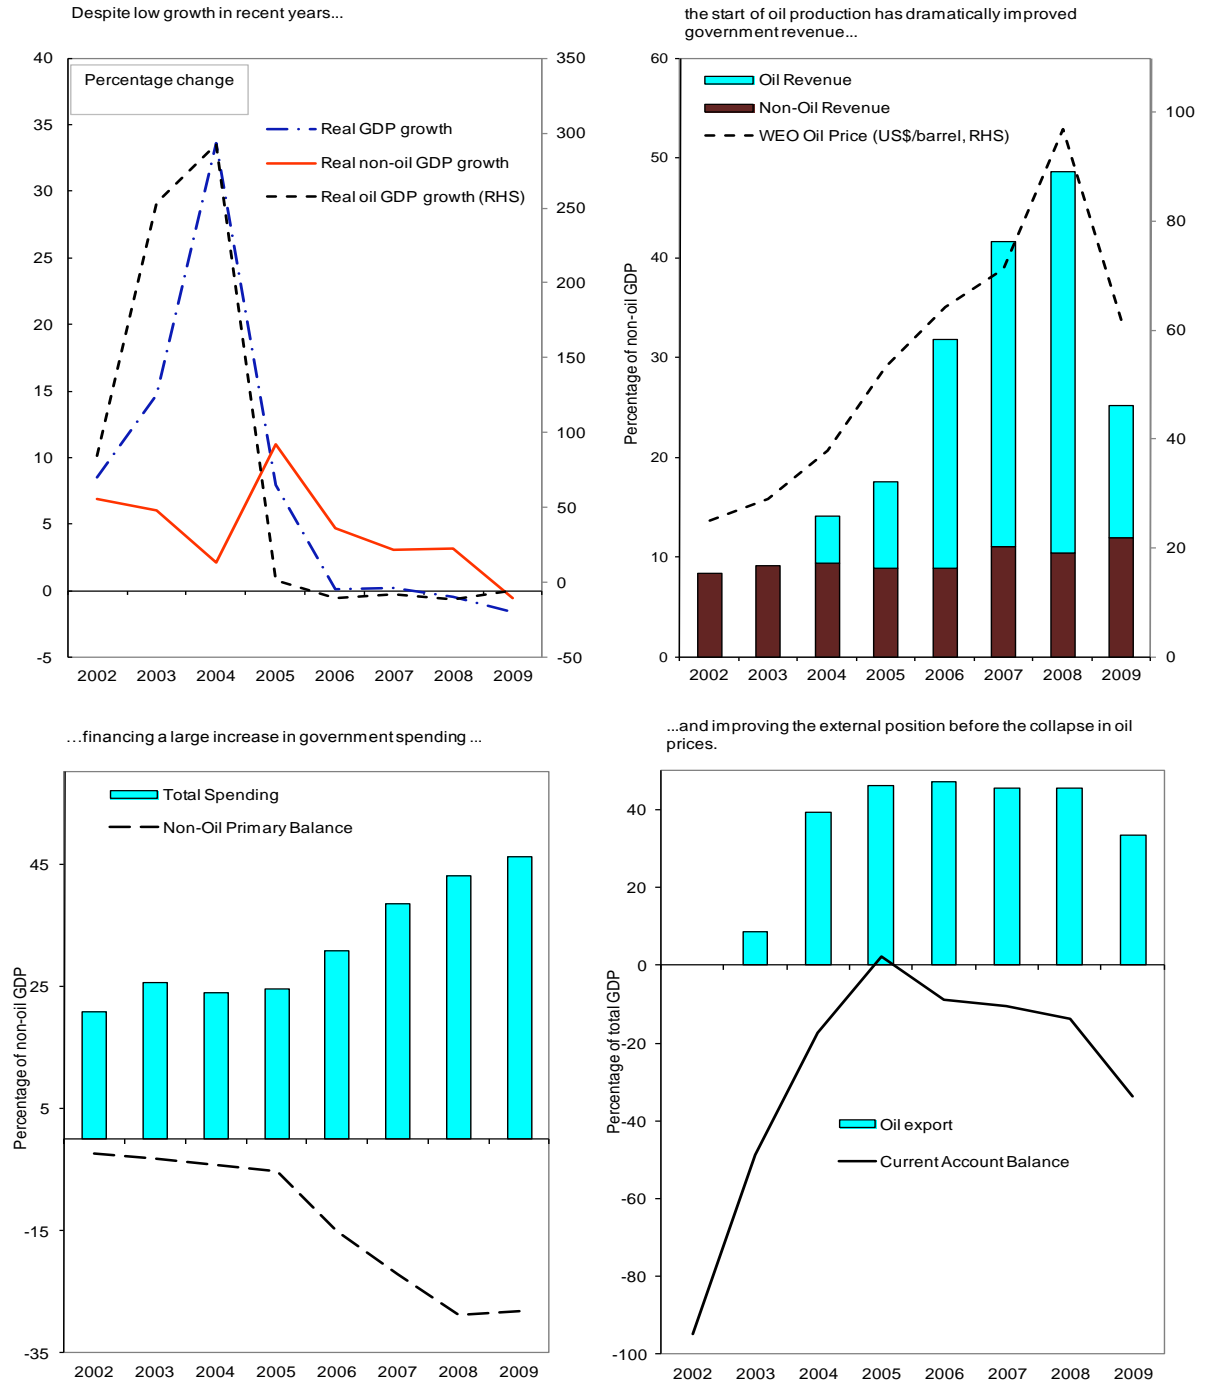 Despite low growth in recent years...
40
35
30
25
20
15
10
5
0
-5
350
300
250
200
150
100
50
0
-50
Percentage change
Real GDP growth
Real non-oil GDP growth
Real oil GDP growth (RHS)
2002 2003 2004 2005 2006 2007 2008 2009
the start of oil production has dramatically improved
government revenue...
Percentage of non-oil GDP
60
50
40
30
20
10
0
100
80
60
40
20
0
Oil Revenue
Non-Oil Revenue
WEO Oil Price (US$/barrel, RHS)
2002 2003 2004 2005 2006 2007 2008 2009
…financing a large increase in government spending ...
Percentage of non-oil GDP
45
25
5
-15
-35
Total Spending
Non-Oil Primary Balance
2002 2003 2004 2005 2006 2007 2008 2009
...and improving the external position before the collapse in oil
prices.
Percentage of total GDP
40
20
0
-20
-40
-60
-80
-100
Oil export
Current Account Balance
2002 2003 2004 2005 2006 2007 2008 2009